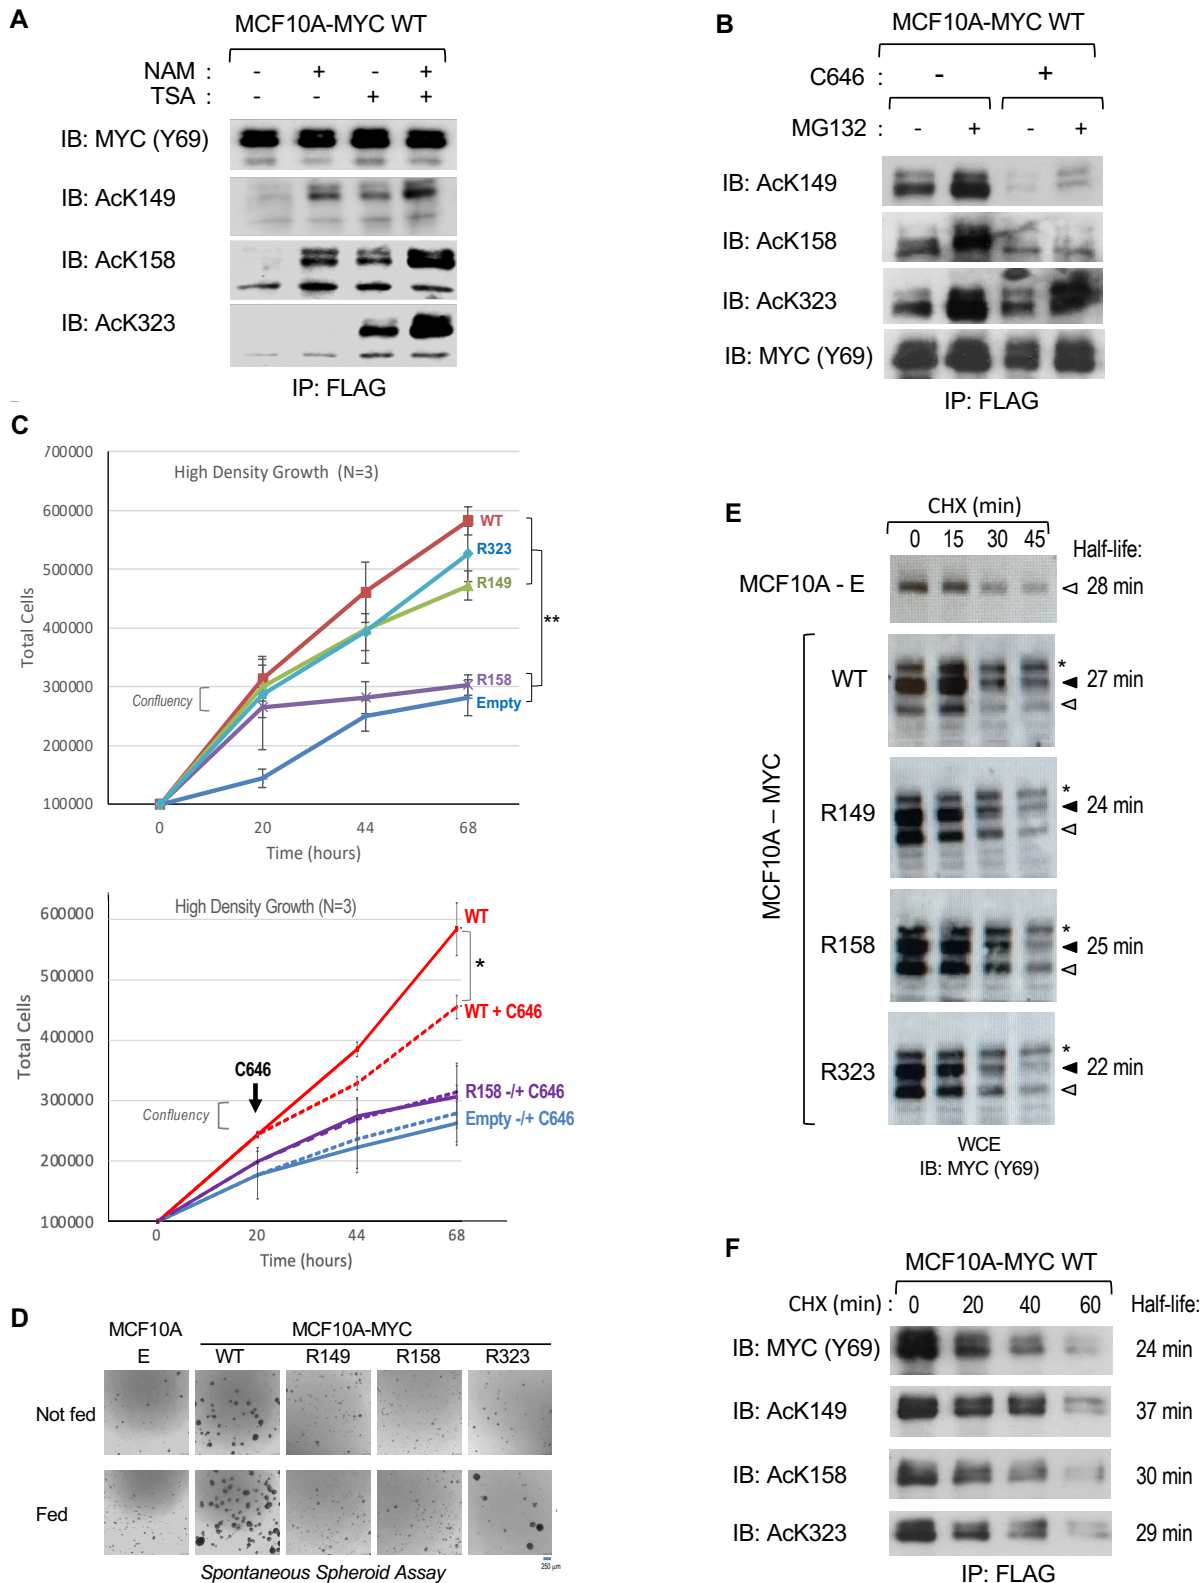 A
MCF10A-MYC WT
NAM : - + - +
TSA : - - + +
IB: MYC (Y69)
IB: AcK149
IB: AcK158
IB: AcK323
IP: FLAG
B
MCF10A-MYC WT
C646 : - +
MG132 : - + - +
IB: AcK149
IB: AcK158
IB: AcK323
IB: MYC (Y69)
IP: FLAG
C
High Density Growth (N=3)
700000
600000
500000
400000
300000
200000
100000
Total Cells
Confluency
WT
R323
R149
R158
Empty
**
0 20 44 68
Time (hours)
High Density Growth (N=3)
600000
500000
400000
300000
200000
100000
Total Cells
C646
Confluency
WT
*
WT + C646
R158 -/+ C646
Empty -/+ C646
0 20 44 68
Time (hours)
D
MCF10A MCF10A-MYC
E WT R149 R158 R323
Not fed
Fed
250 µm
Spontaneous Spheroid Assay
E
CHX (min)
0 15 30 45 Half-life:
MCF10A - E 28 min
MCF10A – MYC
WT * 27 min
R149 * 24 min
R158 * 25 min
R323 * 22 min
WCE
IB: MYC (Y69)
F
MCF10A-MYC WT
CHX (min) : 0 20 40 60 Half-life:
IB: MYC (Y69) 24 min
IB: AcK149 37 min
IB: AcK158 30 min
IB: AcK323 29 min
IP: FLAG